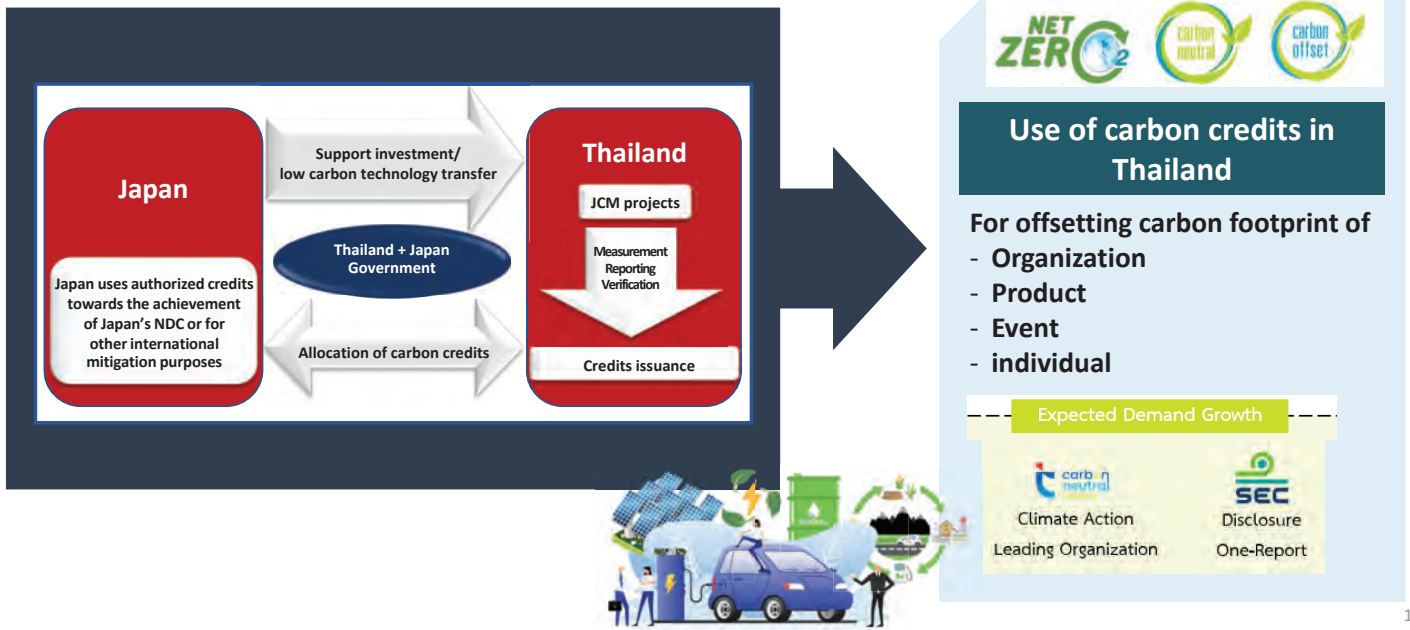 Japan
Japan uses authorized credits
towards the achievement
of Japan's NDC or for
other international
mitigation purposes
Support investment/
low carbon technology transfer
Thailand + Japan
Government
Allocation of carbon credits
Thailand
JCM projects
Measurement
Reporting
Verification
Credits issuance
NET
ZERO2
carbon
neutral
carbon
offset
Use of carbon credits in
Thailand
For offsetting carbon footprint of
- Organization
- Product
- Event
- individual
Expected Demand Growth
carbon
neutral
Climate Action
Leading Organization
SEC
Disclosure
One-Report
1